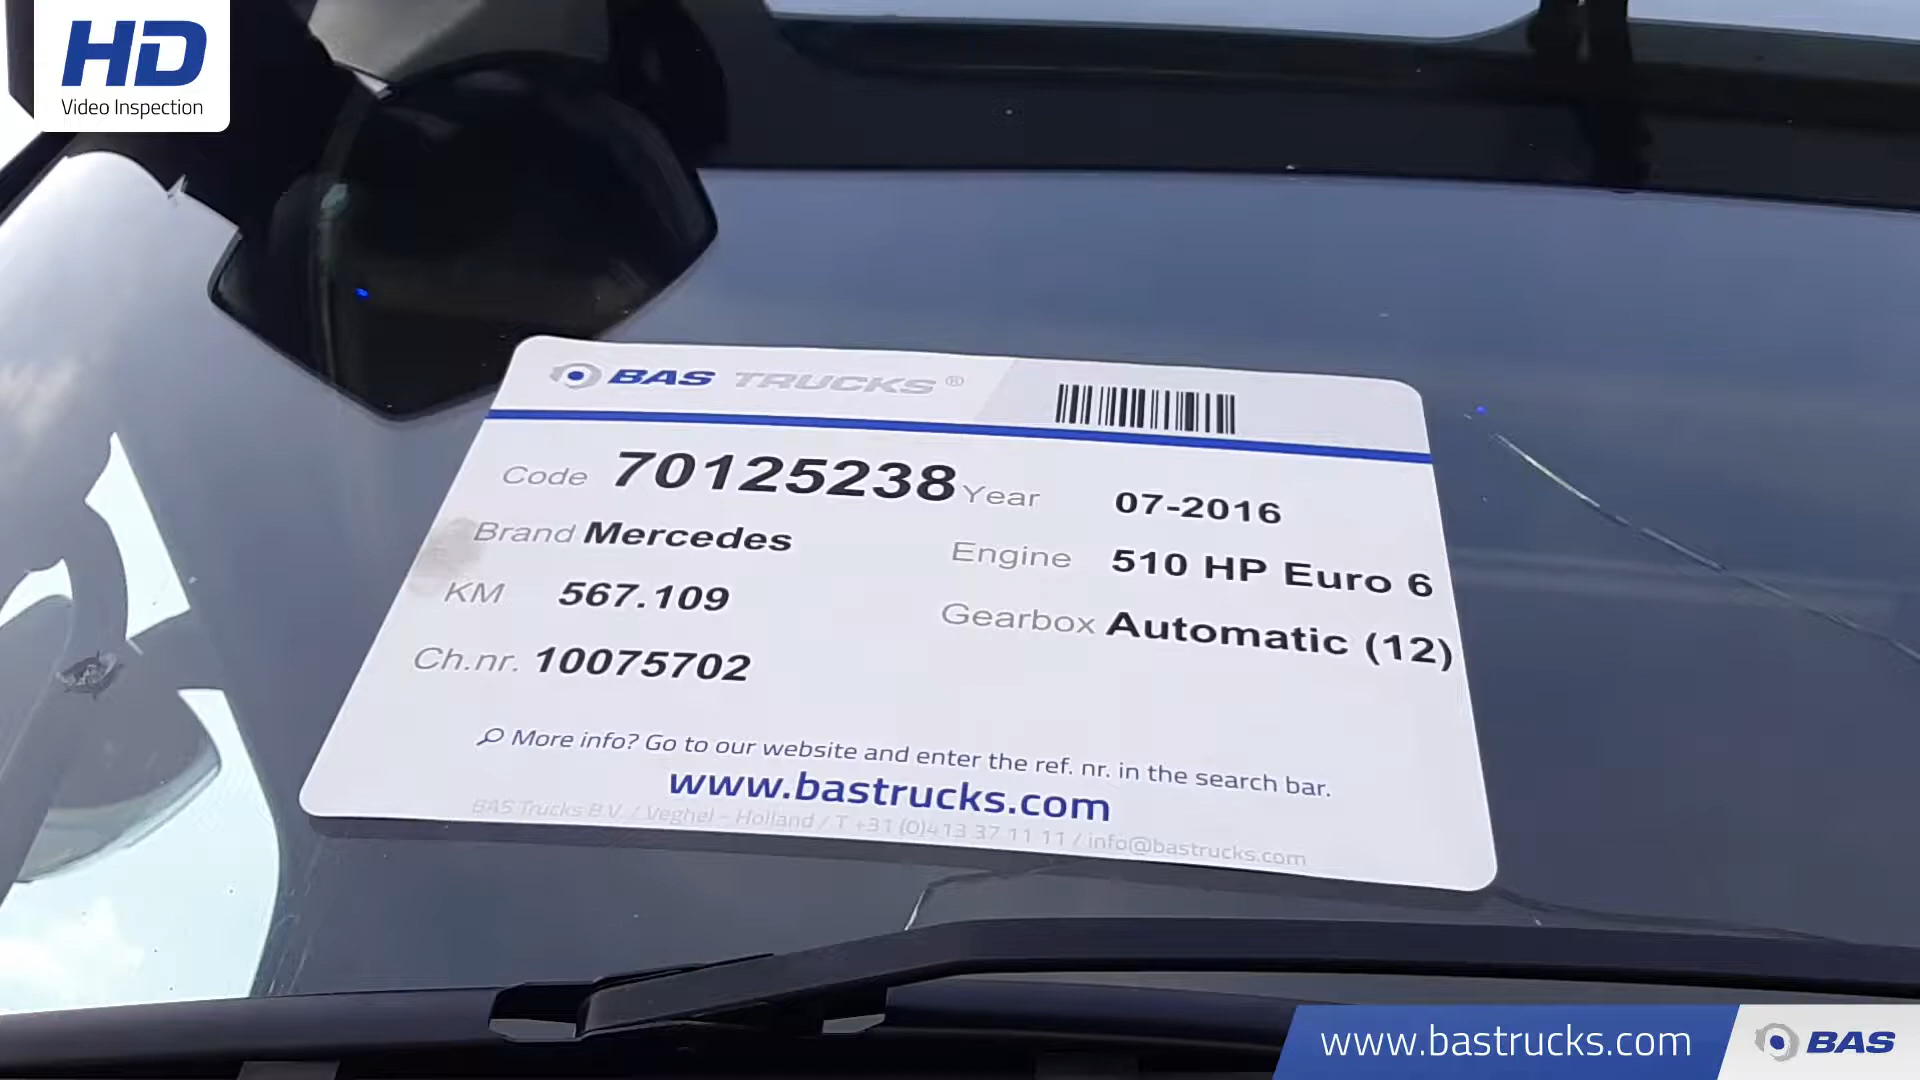 HD
Video Inspection
BAS TRUCKS®
Code 70125238 Year 07-2016
Brand Mercedes Engine 510 HP Euro 6
KM 567.109 Gearbox Automatic (12)
Ch.nr. 10075702
More info? Go to our website and enter the ref. nr. in the search bar.
www.bastrucks.com
BAS Trucks B.V. / Veghel - Holland / T +31 (0)413 37 11 11 / info@bastrucks.com
www.bastrucks.com BAS